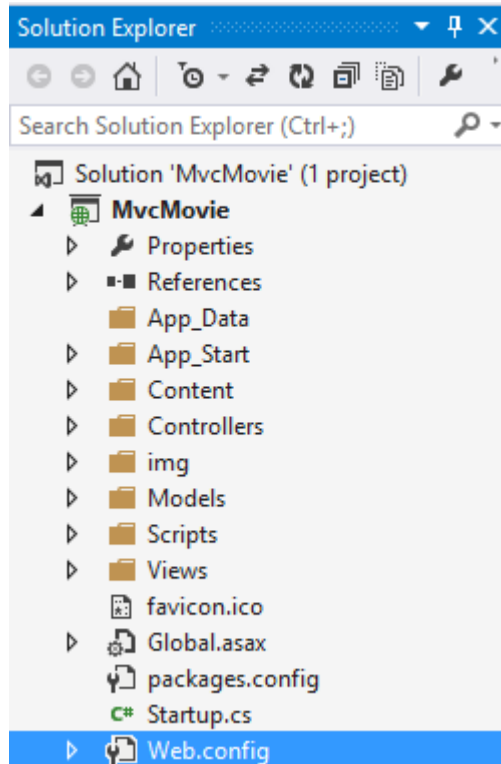 Solution Explorer
Search Solution Explorer (Ctrl+;)
Solution 'MvcMovie' (1 project)
MvcMovie
Properties
References
App_Data
App_Start
Content
Controllers
img
Models
Scripts
Views
favicon.ico
Global.asax
packages.config
C# Startup.cs
Web.config